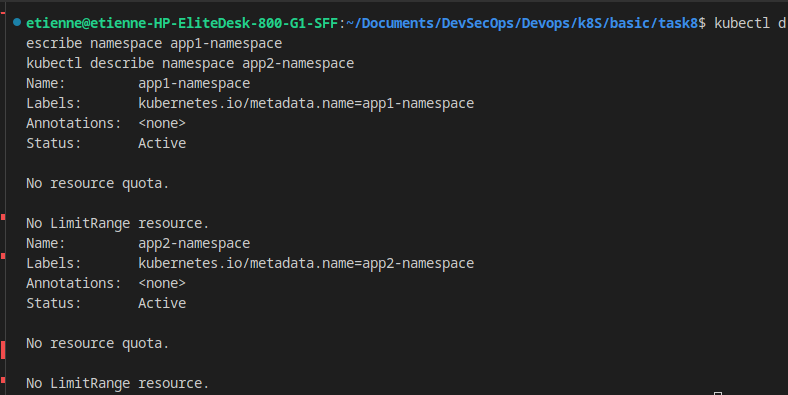 etienne@etienne-HP-EliteDesk-800-G1-SFF:~/Documents/DevSecOps/Devops/k8S/basic/task8$ kubectl d
escribe namespace app1-namespace
kubectl describe namespace app2-namespace
Name:         app1-namespace
Labels:       kubernetes.io/metadata.name=app1-namespace
Annotations:  <none>
Status:       Active

No resource quota.

No LimitRange resource.
Name:         app2-namespace
Labels:       kubernetes.io/metadata.name=app2-namespace
Annotations:  <none>
Status:       Active

No resource quota.

No LimitRange resource.